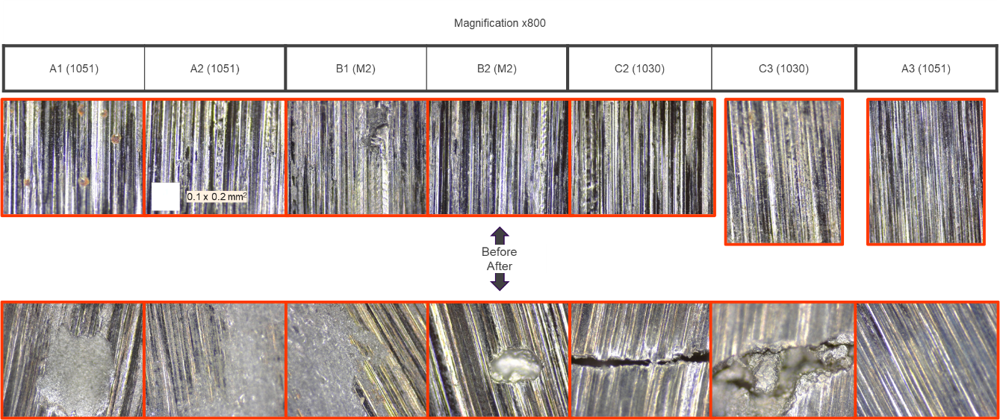 Magnification x800
A1 (1051)
A2 (1051)
B1 (M2)
B2 (M2)
C2 (1030)
C3 (1030)
A3 (1051)
0.1 x 0.2 mm²
Before
After